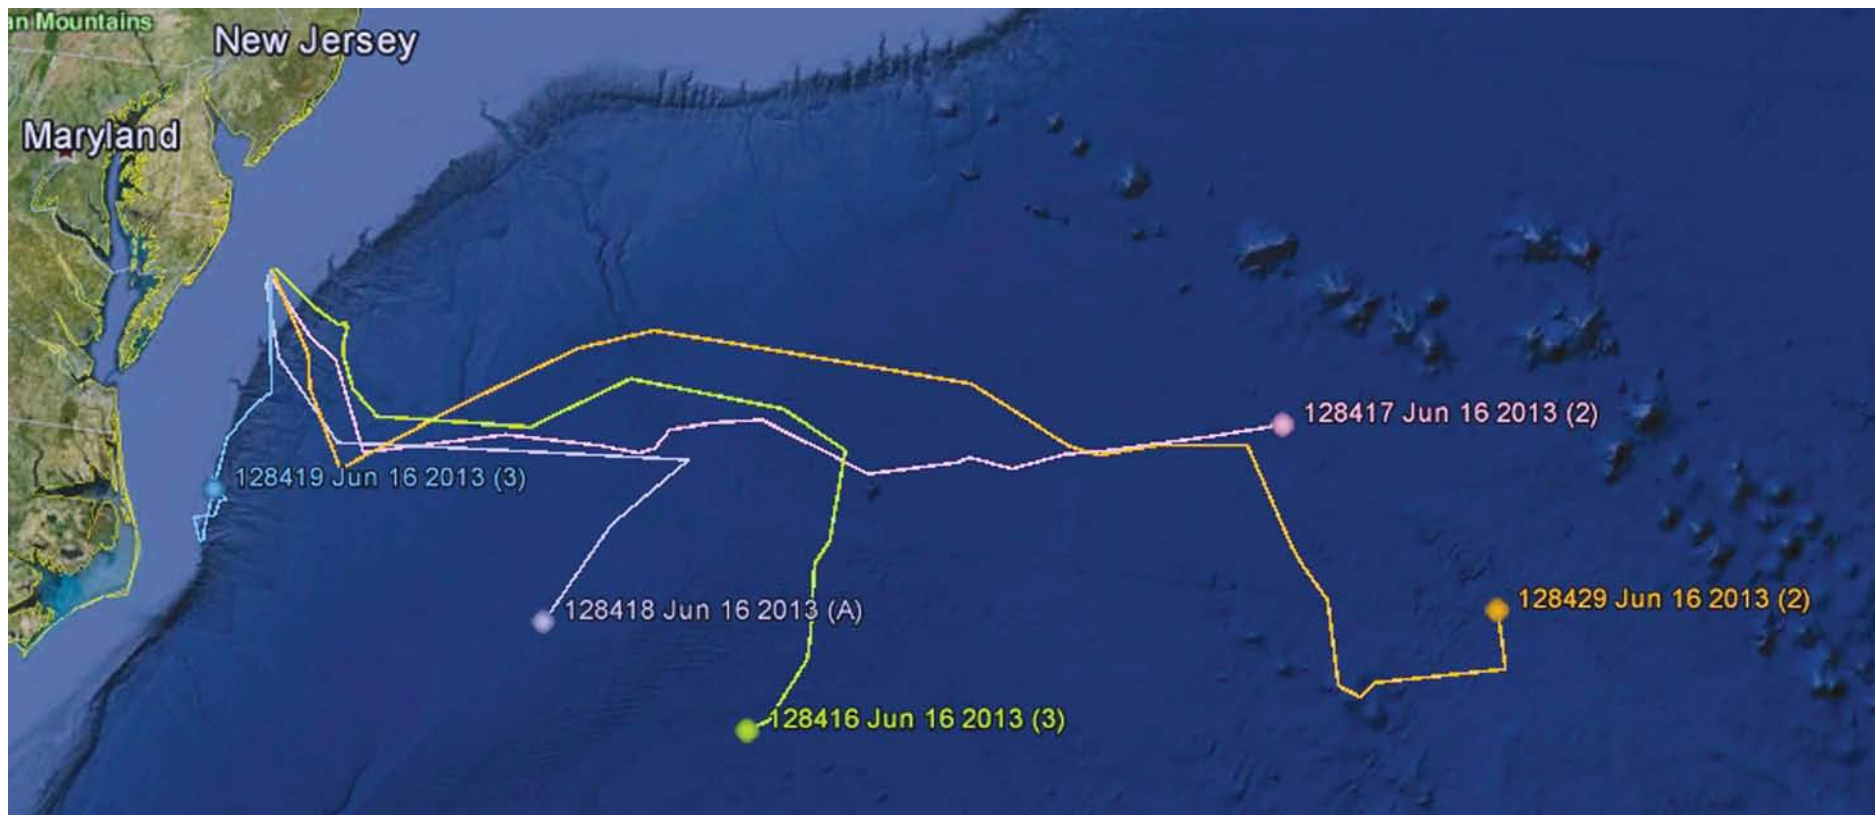 an Mountains
New Jersey
Maryland
128417 Jun 16 2013 (2)
128419 Jun 16 2013 (3)
128429 Jun 16 2013 (2)
128418 Jun 16 2013 (A)
128416 Jun 16 2013 (3)